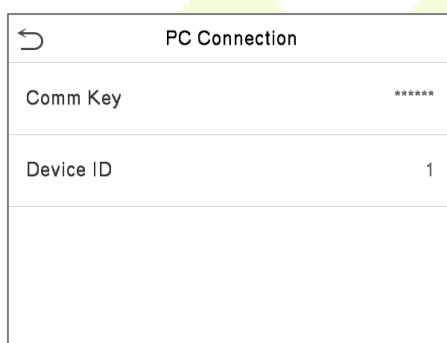 PC Connection
Comm Key ******
Device ID 1